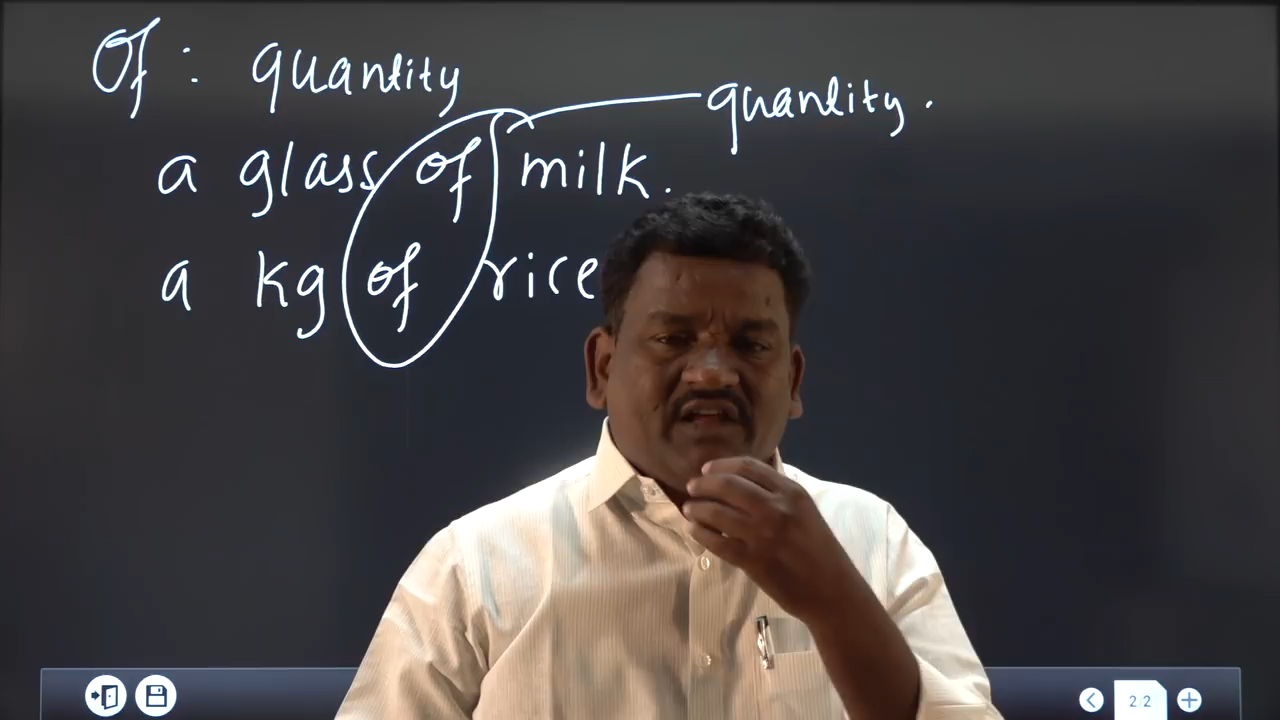 Of : quantity
quantity.
a glass of milk.
a kg of rice
22